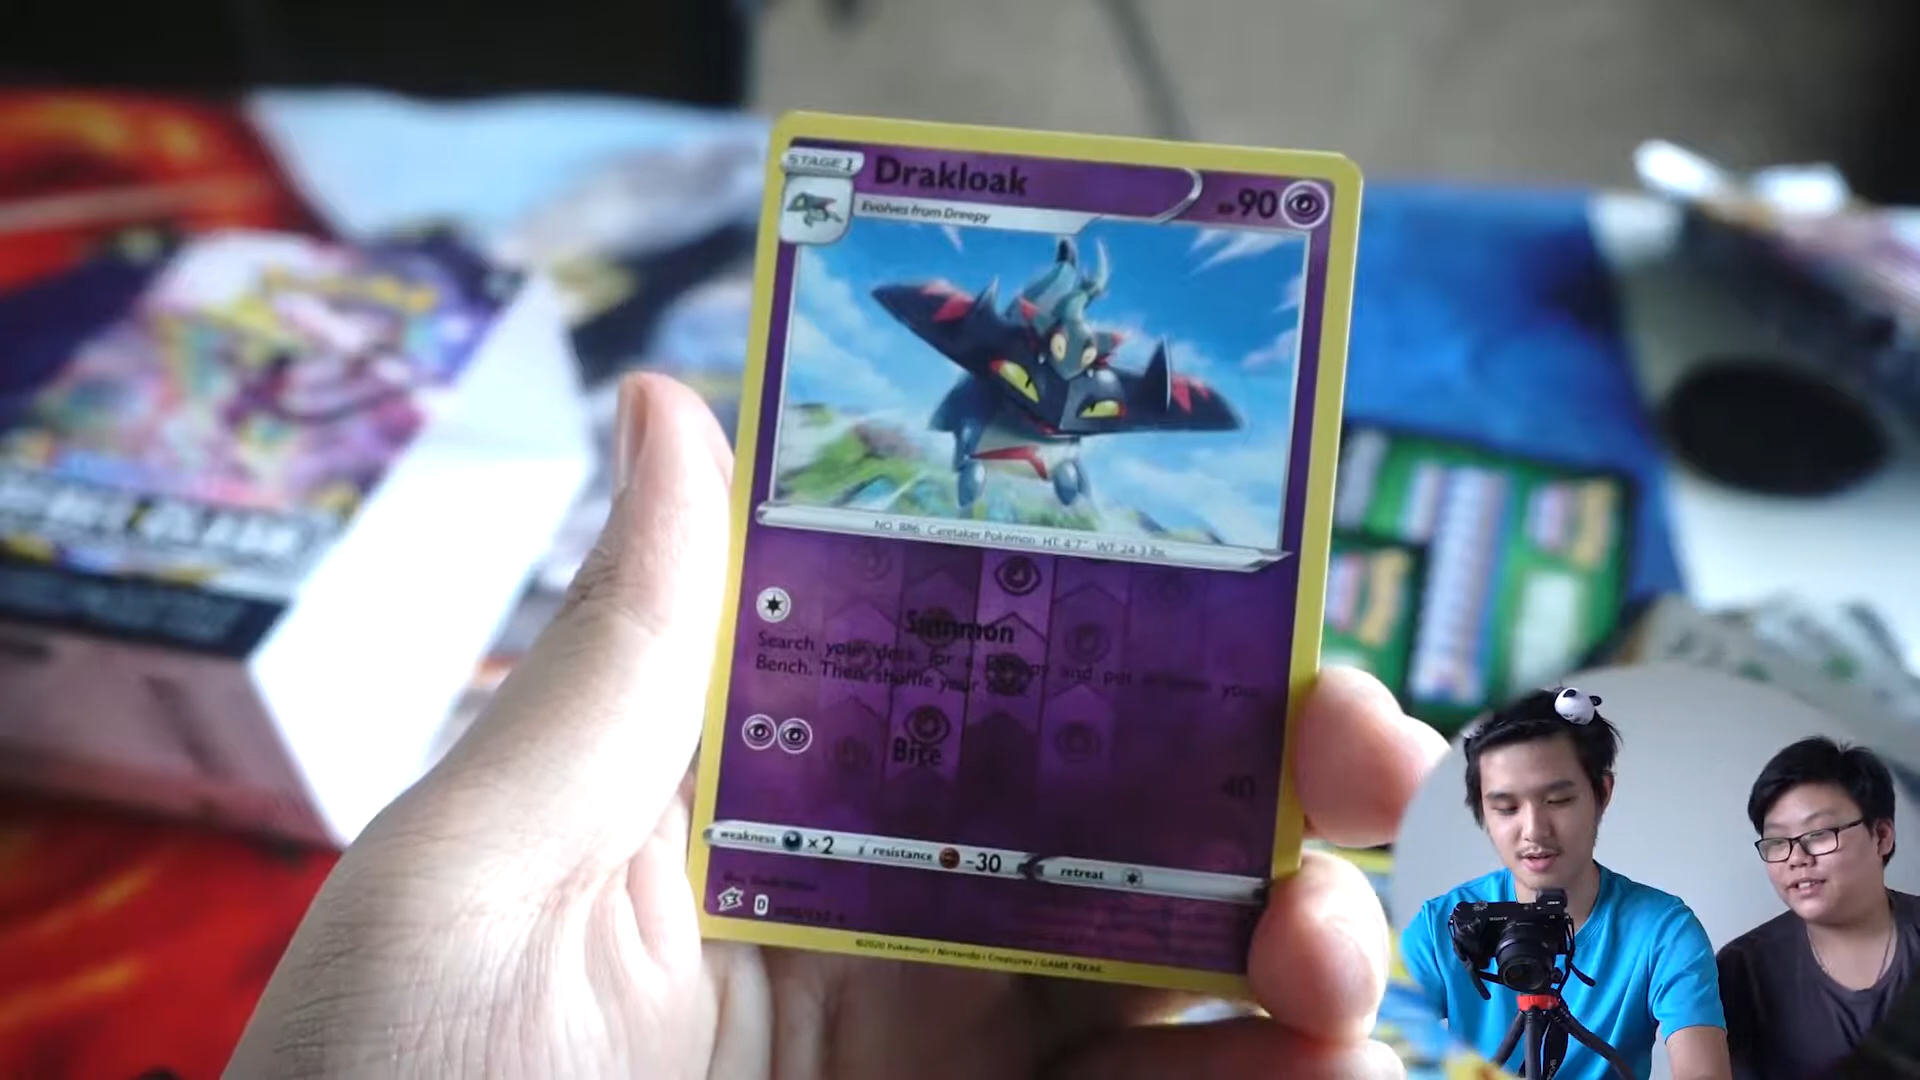 STAGE 1
Drakloak
90
Evolves from Dreepy
NO. 886 Caretaker Pokémon HT: 4'7" WT: 24.3 lbs.
Summon
Search your deck for a Dreepy and put it onto your
Bench. Then, shuffle your deck.
Bite
40
weakness ×2 resistance -30 retreat
D
©2020 Pokémon / Nintendo / Creatures / GAME FREAK
SONY